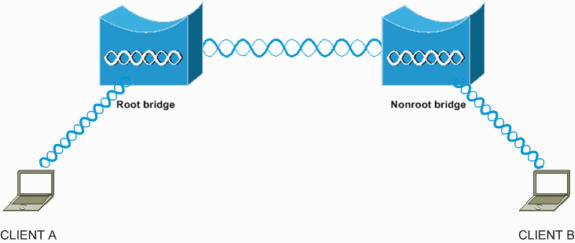 Root bridge
Nonroot bridge
CLIENT A
CLIENT B